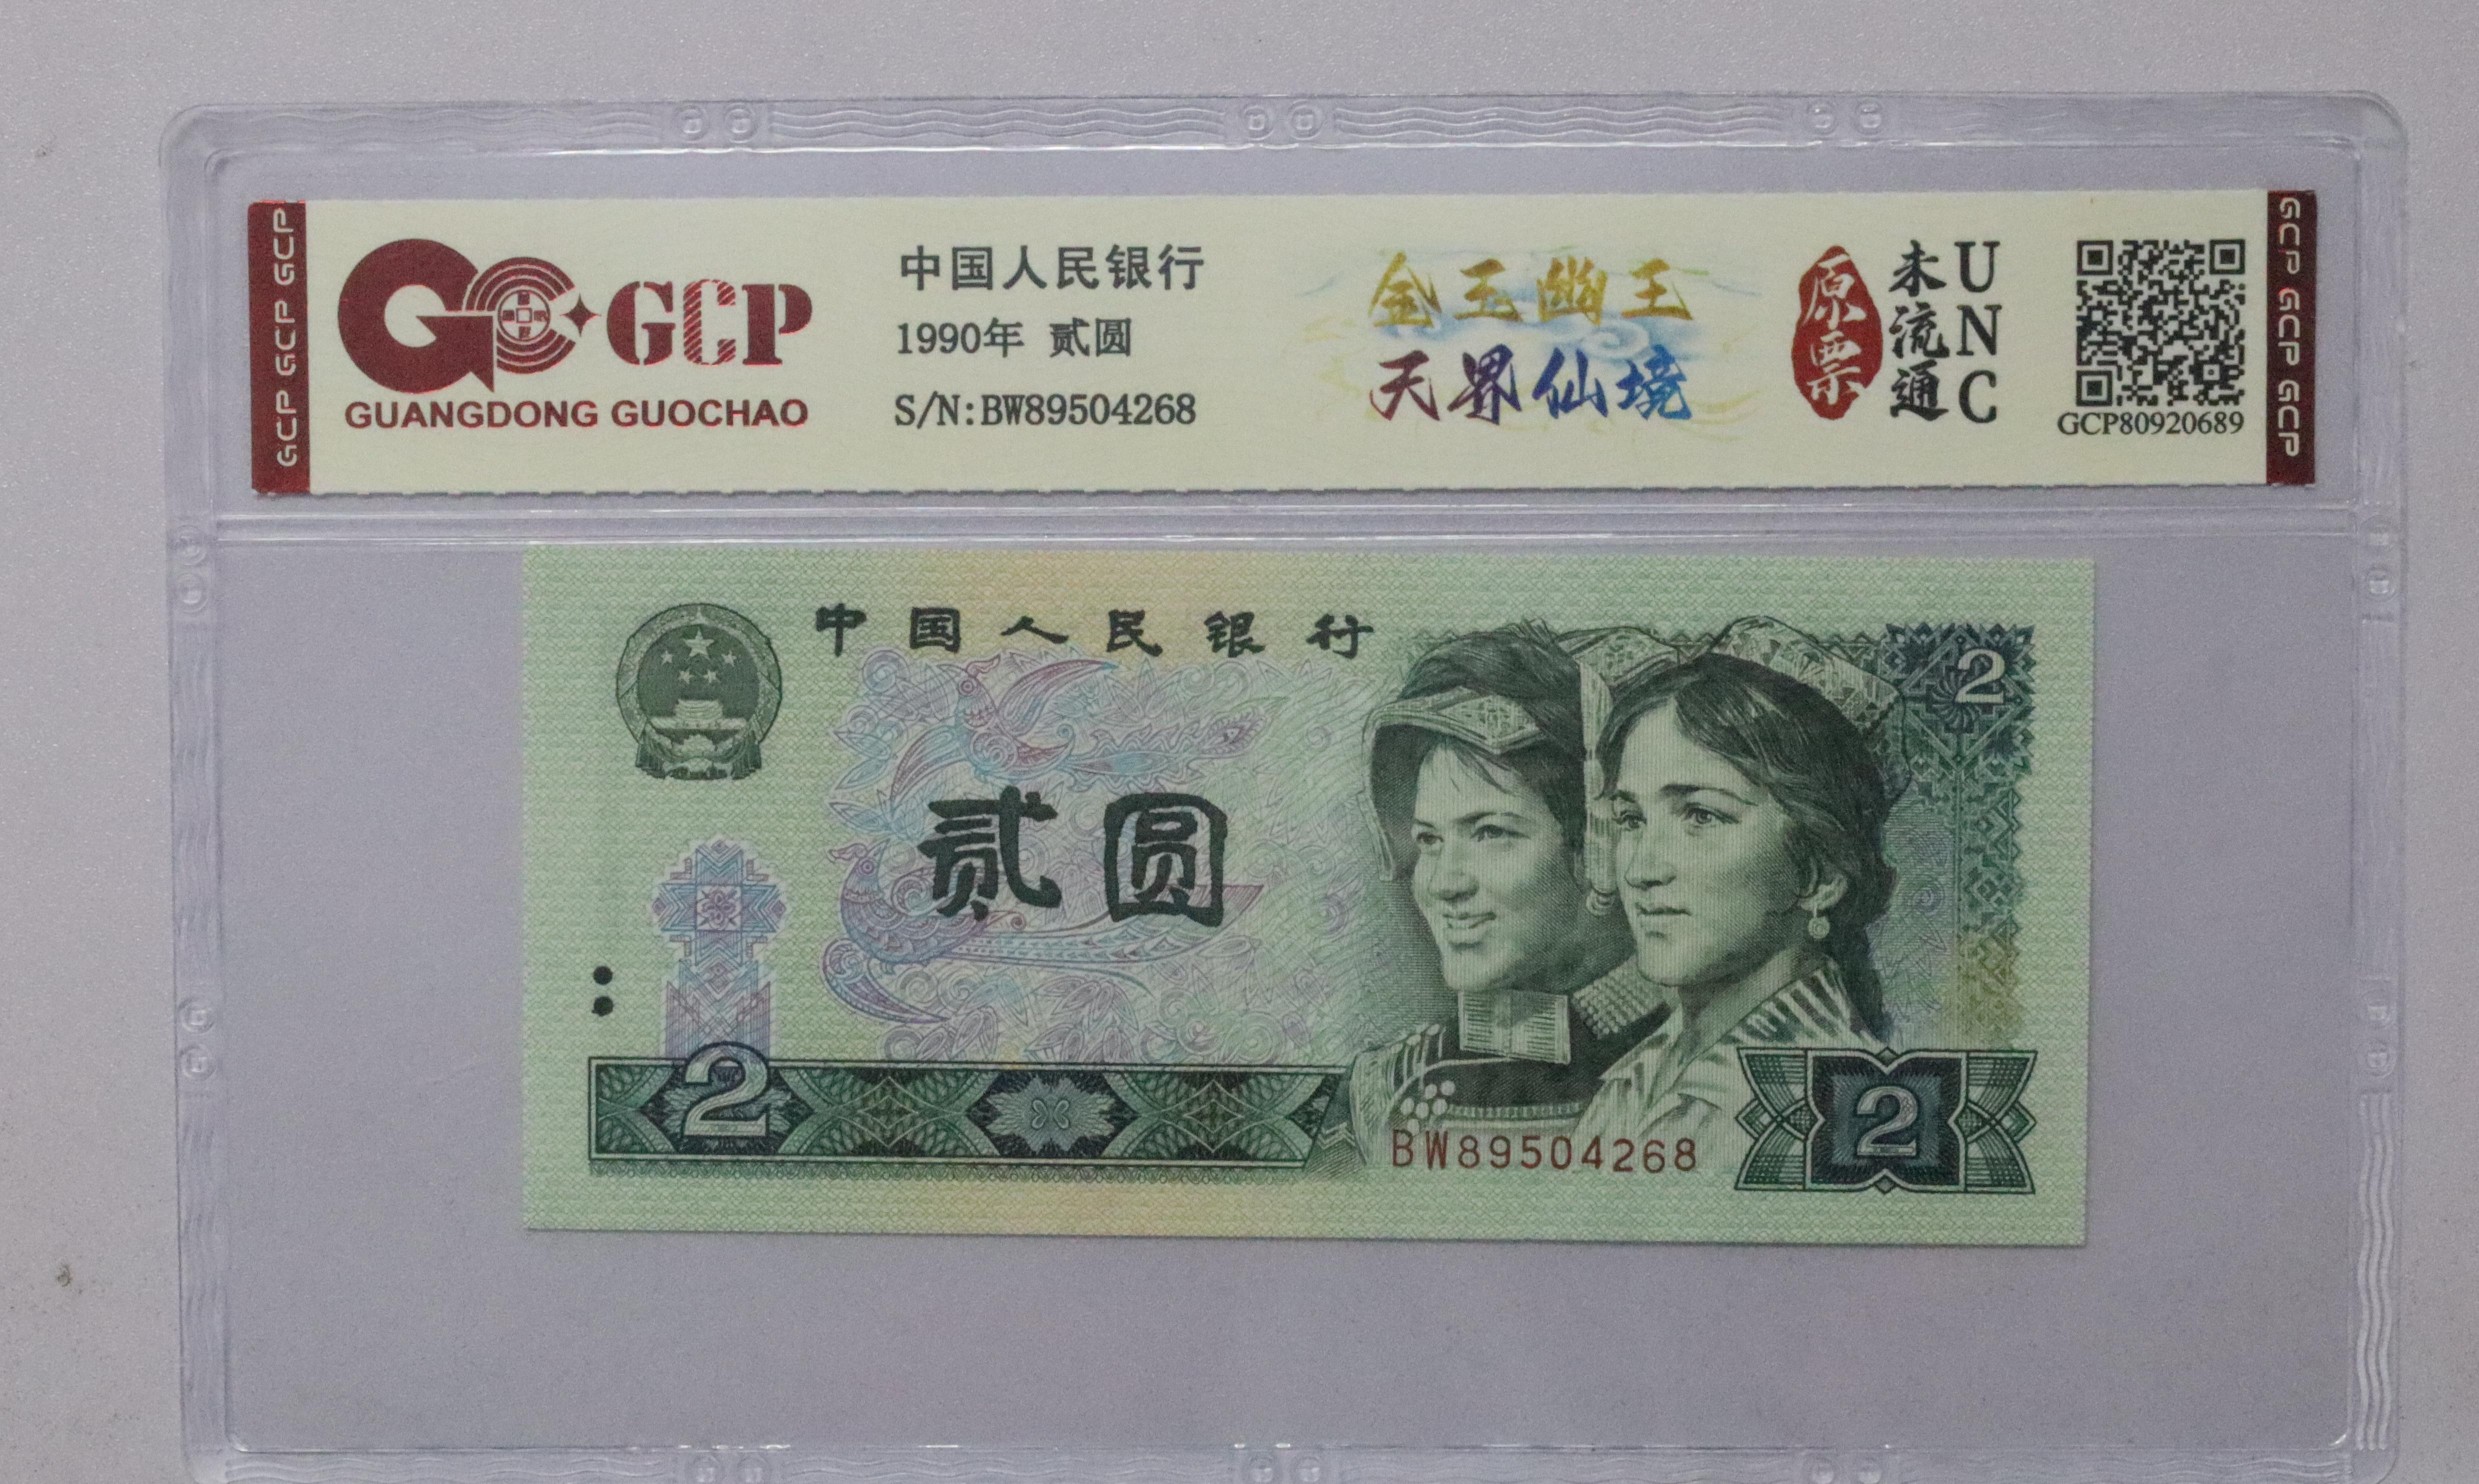 GCP GCP GCP
GCP
GUANGDONG GUOCHAO
中国人民银行
1990年 贰圆
S/N:BW89504268
金玉幽王
天界仙境
原票
未流通
UNC
GCP80920689
GCP GCP GCP
中国人民银行
2
贰圆
2
2
BW89504268